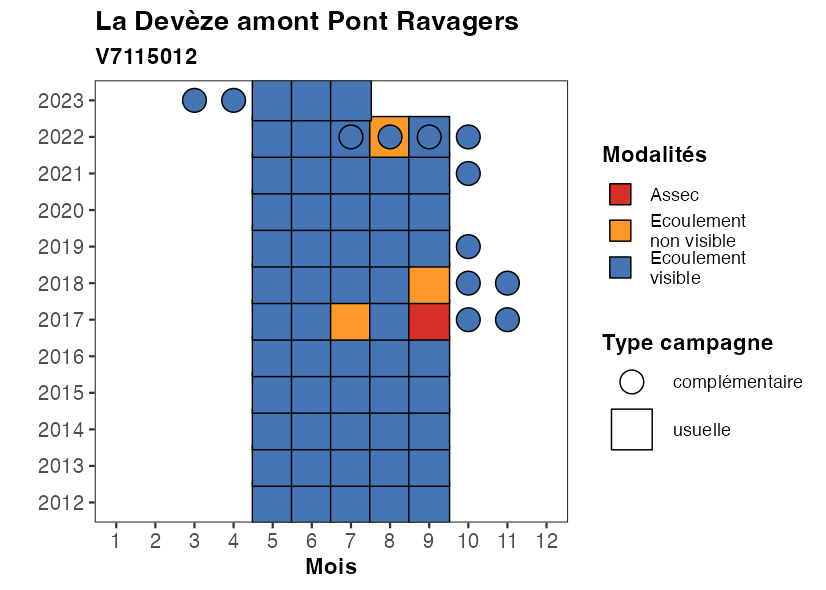 La Devèze amont Pont Ravagers
V7115012
2023
2022
2021
2020
2019
2018
2017
2016
2015
2014
2013
2012
1 2 3 4 5 6 7 8 9 10 11 12
Mois
Modalités
Assec
Ecoulement
non visible
Ecoulement
visible
Type campagne
complémentaire
usuelle